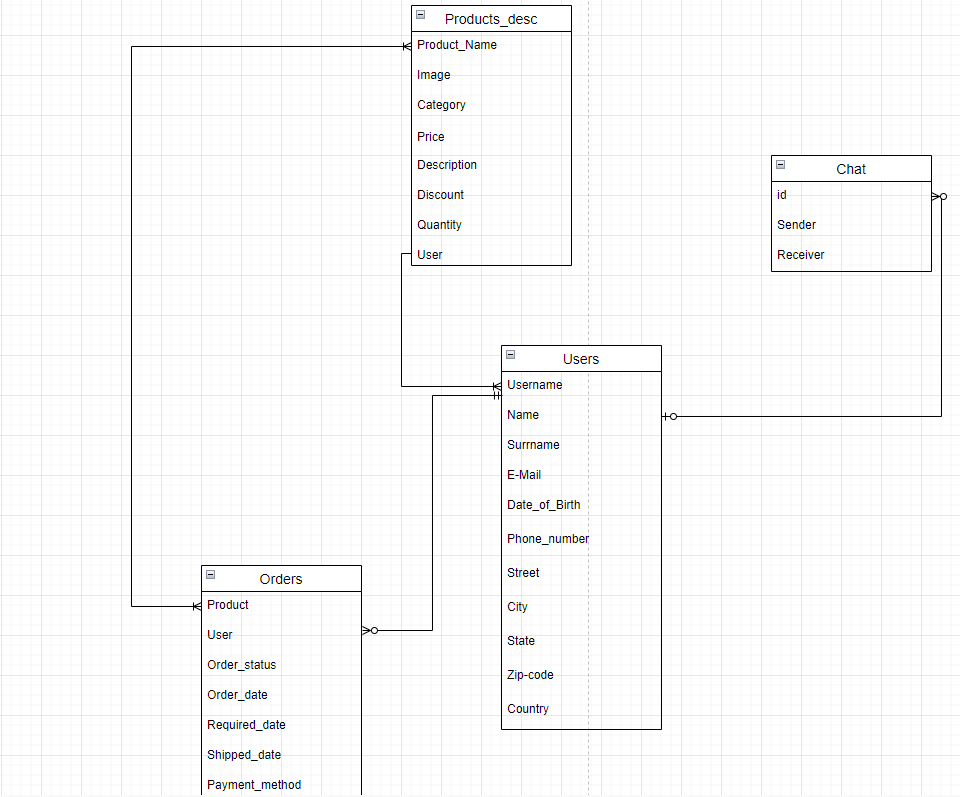 Products_desc
Product_Name
Image
Category
Price
Description
Discount
Quantity
User
Chat
id
Sender
Receiver
Users
Username
Name
Surrname
E-Mail
Date_of_Birth
Phone_number
Street
City
State
Zip-code
Country
Orders
Product
User
Order_status
Order_date
Required_date
Shipped_date
Payment_method